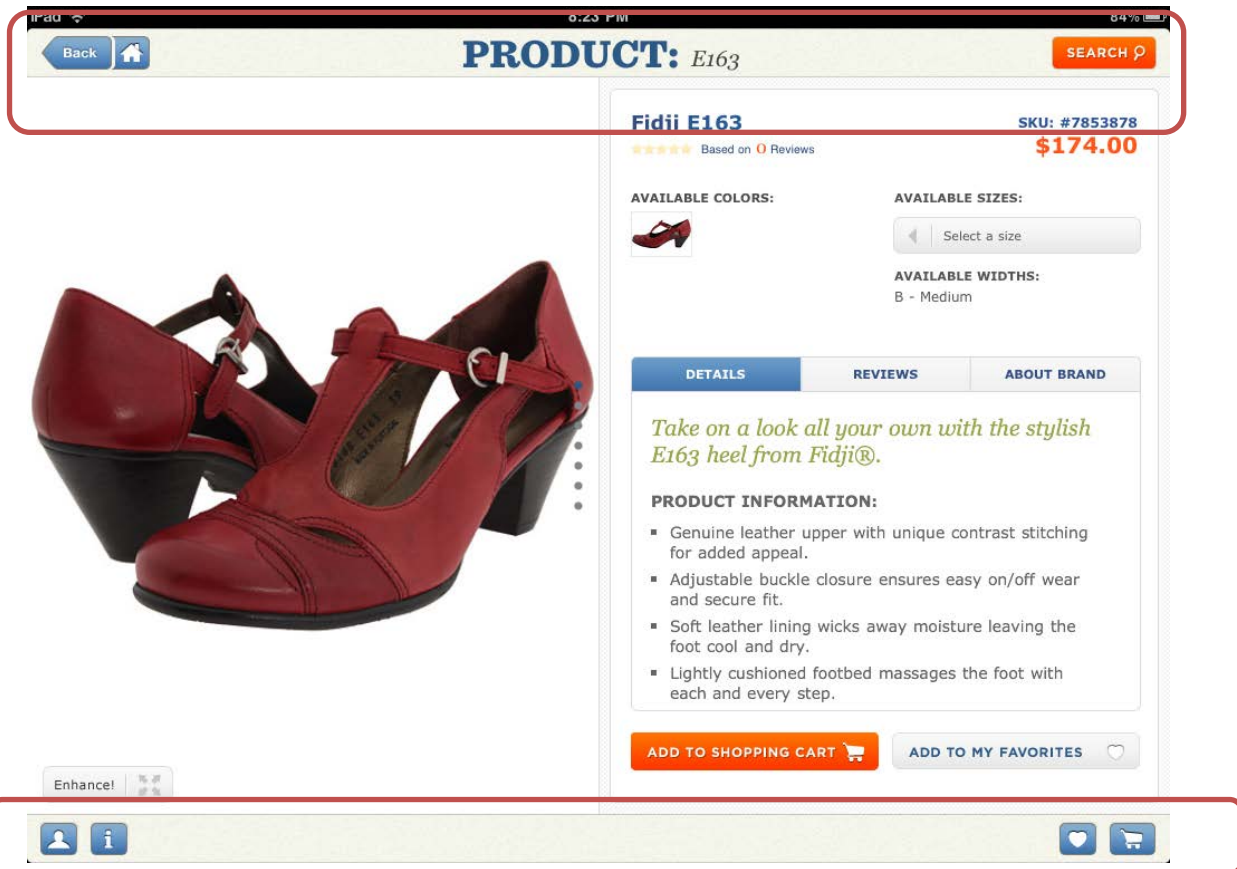 iPad 8:23 PM 84%
Back PRODUCT: E163 SEARCH
Fidji E163 SKU: #7853878
Based on 0 Reviews $174.00
AVAILABLE COLORS: AVAILABLE SIZES:
Select a size
AVAILABLE WIDTHS:
B - Medium
DETAILS REVIEWS ABOUT BRAND
Take on a look all your own with the stylish
E163 heel from Fidji®.
PRODUCT INFORMATION:
Genuine leather upper with unique contrast stitching
for added appeal.
Adjustable buckle closure ensures easy on/off wear
and secure fit.
Soft leather lining wicks away moisture leaving the
foot cool and dry.
Lightly cushioned footbed massages the foot with
each and every step.
ADD TO SHOPPING CART ADD TO MY FAVORITES
Enhance!